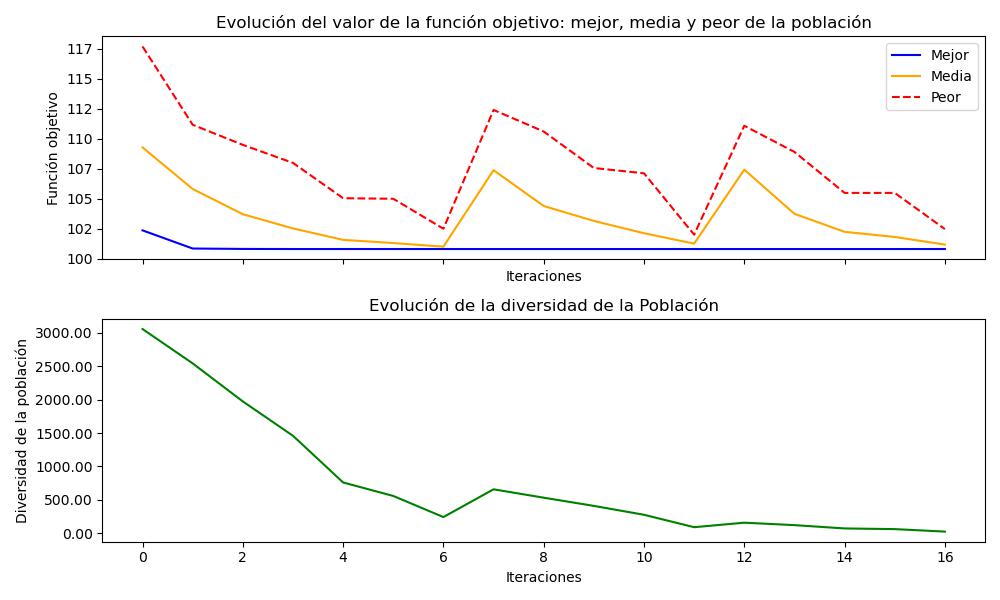 Evolución del valor de la función objetivo: mejor, media y peor de la población
Función objetivo
117
115
112
110
107
105
102
100
Mejor
Media
Peor
Iteraciones
Evolución de la diversidad de la Población
Diversidad de la población
3000.00
2500.00
2000.00
1500.00
1000.00
500.00
0.00
0 2 4 6 8 10 12 14 16
Iteraciones